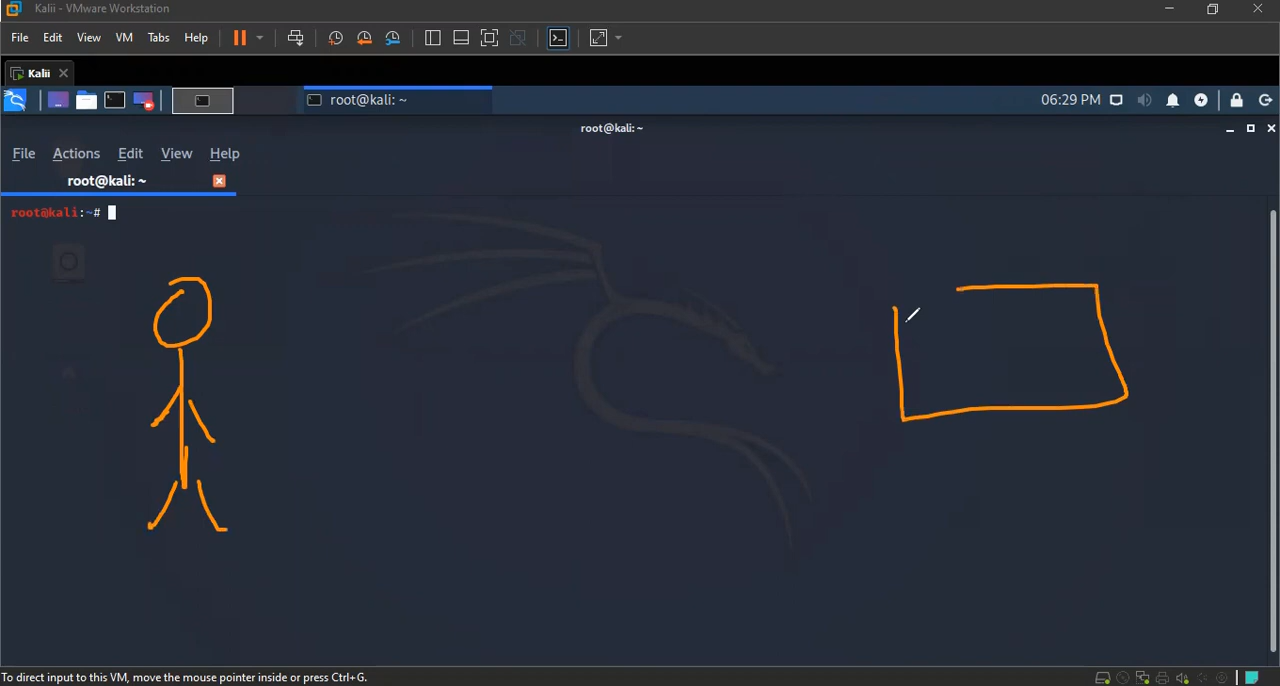 Kalii - VMware Workstation
File Edit View VM Tabs Help
Kalii
root@kali: ~ 06:29 PM
root@kali: ~
File Actions Edit View Help
root@kali: ~
root@kali:~#
To direct input to this VM, move the mouse pointer inside or press Ctrl+G.